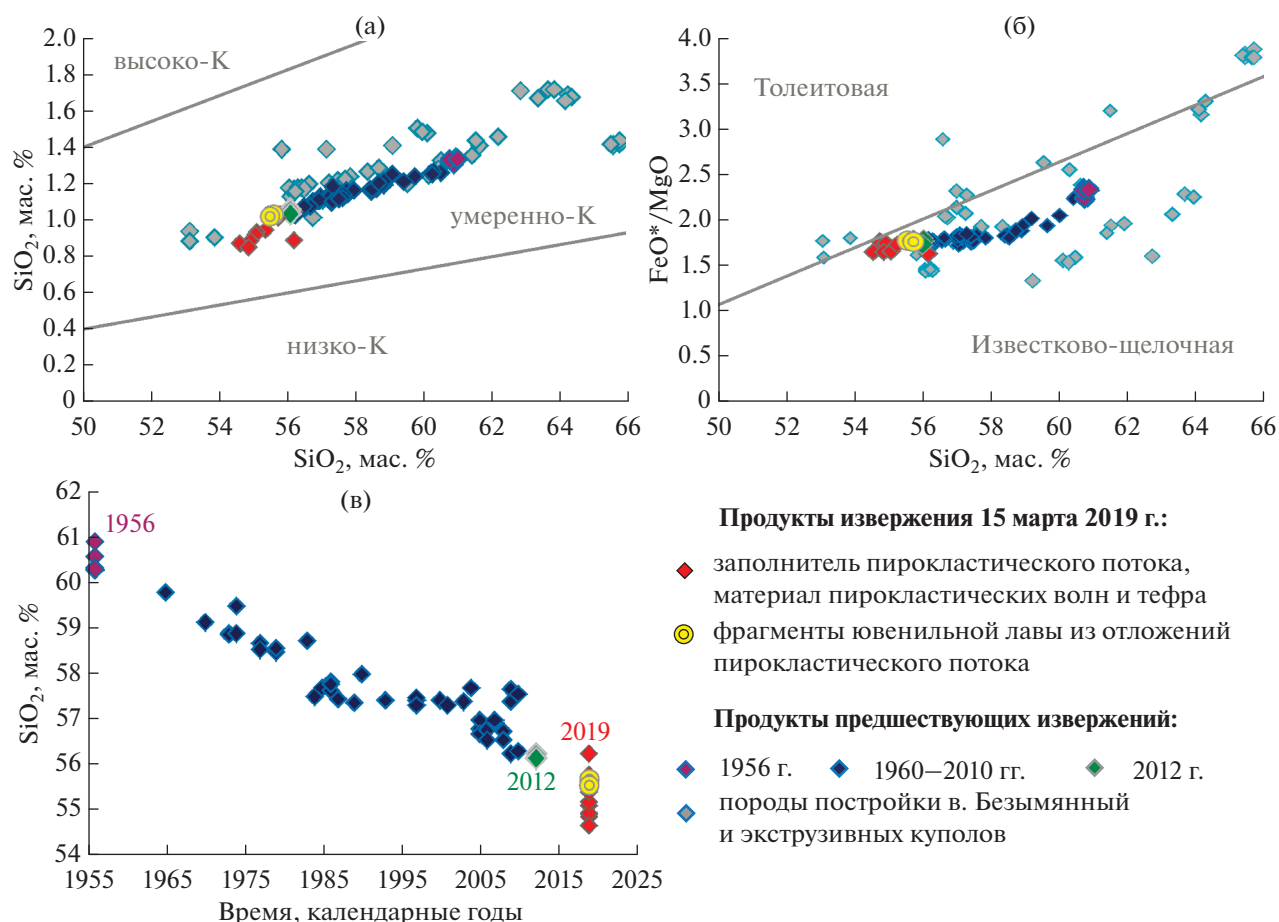 (а)
2.0
1.8
1.6
1.4
1.2
1.0
0.8
0.6
0.4
0.2
0
SiO2, мас. %
высоко-К
умеренно-К
низко-К
50 52 54 56 58 60 62 64 66
SiO2, мас. %
(б)
4.0
3.5
3.0
2.5
2.0
1.5
1.0
0.5
0
FeO*/MgO
Толеитовая
Известково-щелочная
50 52 54 56 58 60 62 64 66
SiO2, мас. %
(в)
62
61
60
59
58
57
56
55
54
SiO2, мас. %
1956
2019
2012
1955 1965 1975 1985 1995 2005 2015 2025
Время, календарные годы
Продукты извержения 15 марта 2019 г.:
заполнитель пирокластического потока,
материал пирокластических волн и тефра
фрагменты ювенильной лавы из отложений
пирокластического потока
Продукты предшествующих извержений:
1956 г. 1960–2010 гг. 2012 г.
породы постройки в. Безымянный
и экструзивных куполов